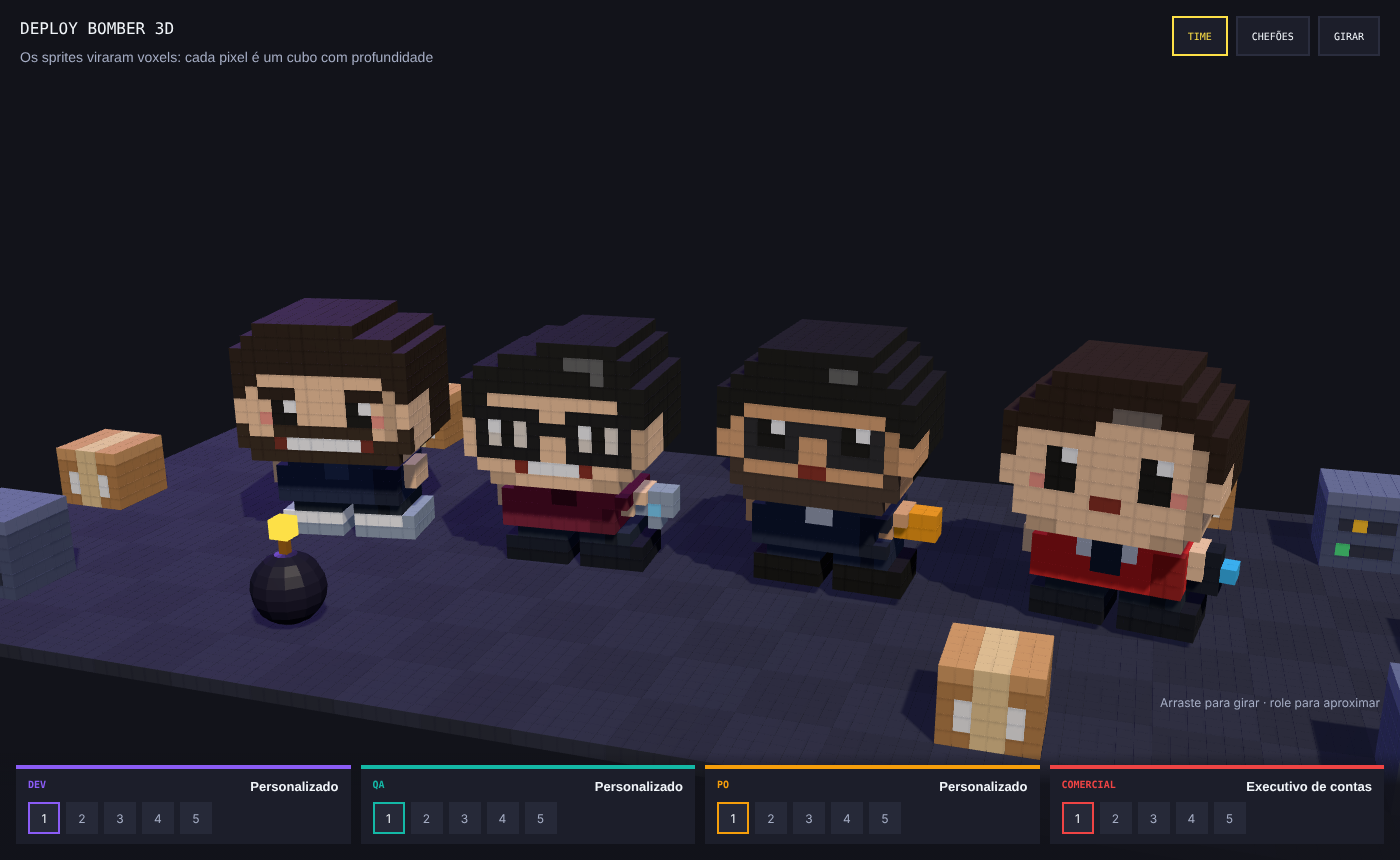 DEPLOY BOMBER 3D
Os sprites viraram voxels: cada pixel é um cubo com profundidade
TIME
CHEFÕES
GIRAR
Arraste para girar · role para aproximar
DEV
Personalizado
1 2 3 4 5
QA
Personalizado
1 2 3 4 5
PO
Personalizado
1 2 3 4 5
COMERCIAL
Executivo de contas
1 2 3 4 5